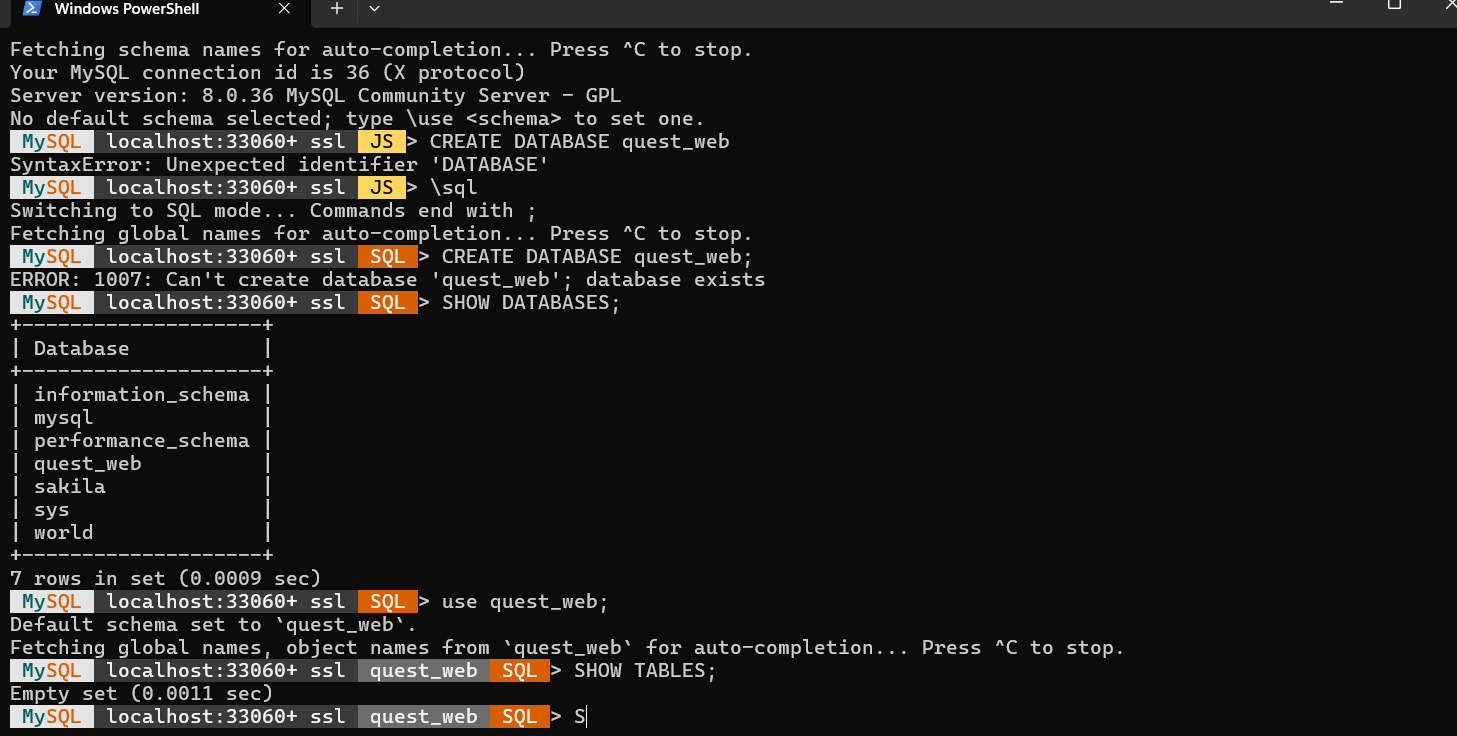 Windows PowerShell
Fetching schema names for auto-completion... Press ^C to stop.
Your MySQL connection id is 36 (X protocol)
Server version: 8.0.36 MySQL Community Server - GPL
No default schema selected; type \use <schema> to set one.
MySQL localhost:33060+ ssl JS > CREATE DATABASE quest_web
SyntaxError: Unexpected identifier 'DATABASE'
MySQL localhost:33060+ ssl JS > \sql
Switching to SQL mode... Commands end with ;
Fetching global names for auto-completion... Press ^C to stop.
MySQL localhost:33060+ ssl SQL > CREATE DATABASE quest_web;
ERROR: 1007: Can't create database 'quest_web'; database exists
MySQL localhost:33060+ ssl SQL > SHOW DATABASES;
+--------------------+
| Database           |
+--------------------+
| information_schema |
| mysql              |
| performance_schema |
| quest_web          |
| sakila             |
| sys                |
| world              |
+--------------------+
7 rows in set (0.0009 sec)
MySQL localhost:33060+ ssl SQL > use quest_web;
Default schema set to `quest_web`.
Fetching global names, object names from `quest_web` for auto-completion... Press ^C to stop.
MySQL localhost:33060+ ssl quest_web SQL > SHOW TABLES;
Empty set (0.0011 sec)
MySQL localhost:33060+ ssl quest_web SQL > S